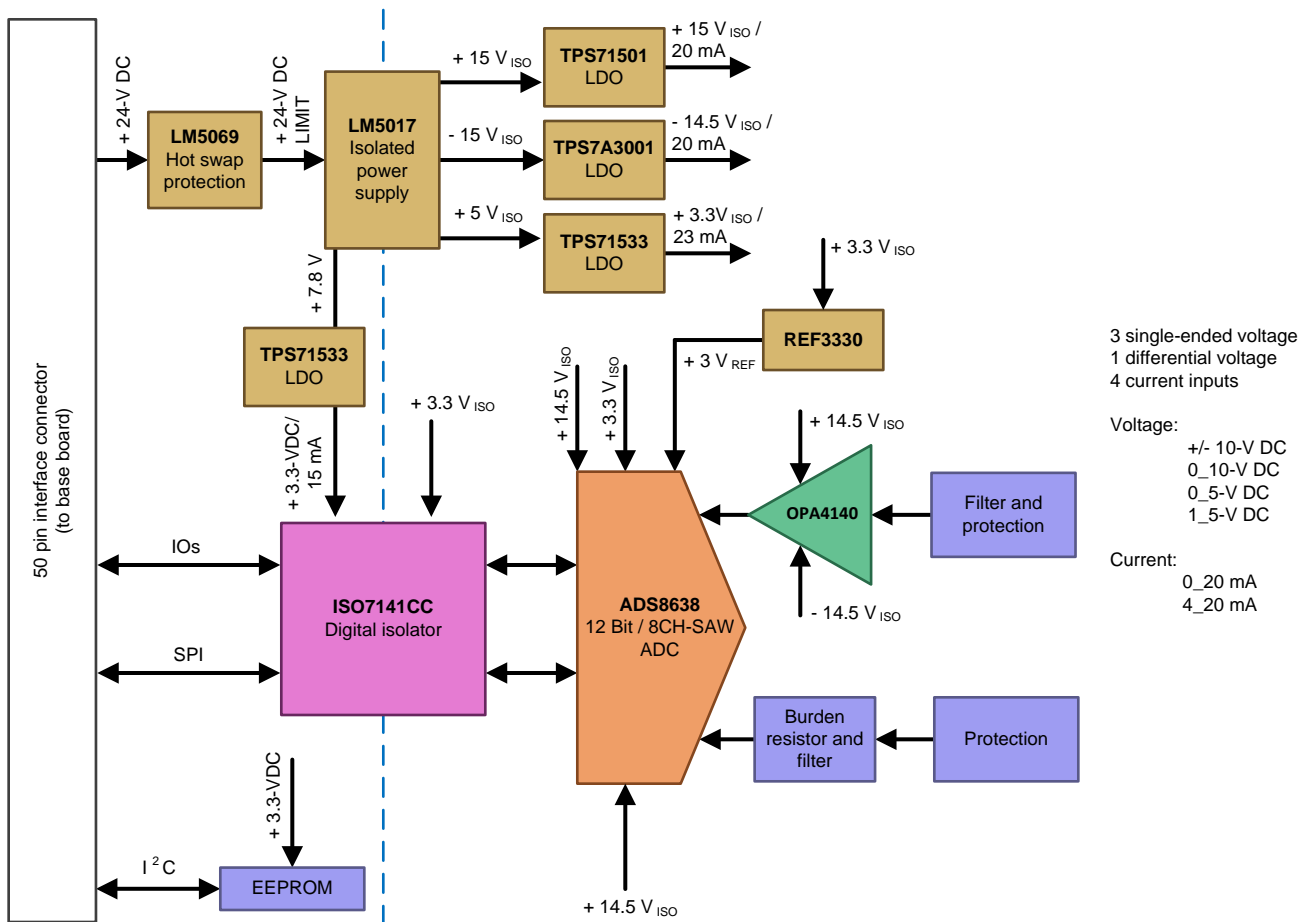 50 pin interface connector
(to base board)
+ 24-V DC
LM5069
Hot swap
protection
+ 24-V DC
LIMIT
LM5017
Isolated
power
supply
+ 15 V ISO
TPS71501
LDO
+ 15 V ISO /
20 mA
- 15 V ISO
TPS7A3001
LDO
- 14.5 V ISO /
20 mA
+ 5 V ISO
TPS71533
LDO
+ 3.3V ISO /
23 mA
+ 7.8 V
TPS71533
LDO
+ 3.3-VDC/
15 mA
+ 3.3 V ISO
+ 3.3 V ISO
REF3330
+ 3 V REF
+ 14.5 V ISO
+ 3.3 V ISO
+ 14.5 V ISO
OPA4140
- 14.5 V ISO
Filter and
protection
IOs
SPI
ISO7141CC
Digital isolator
ADS8638
12 Bit / 8CH-SAW
ADC
Burden
resistor and
filter
Protection
+ 14.5 V ISO
+ 3.3-VDC
I 2 C
EEPROM
3 single-ended voltage
1 differential voltage
4 current inputs
Voltage:
+/- 10-V DC
0_10-V DC
0_5-V DC
1_5-V DC
Current:
0_20 mA
4_20 mA